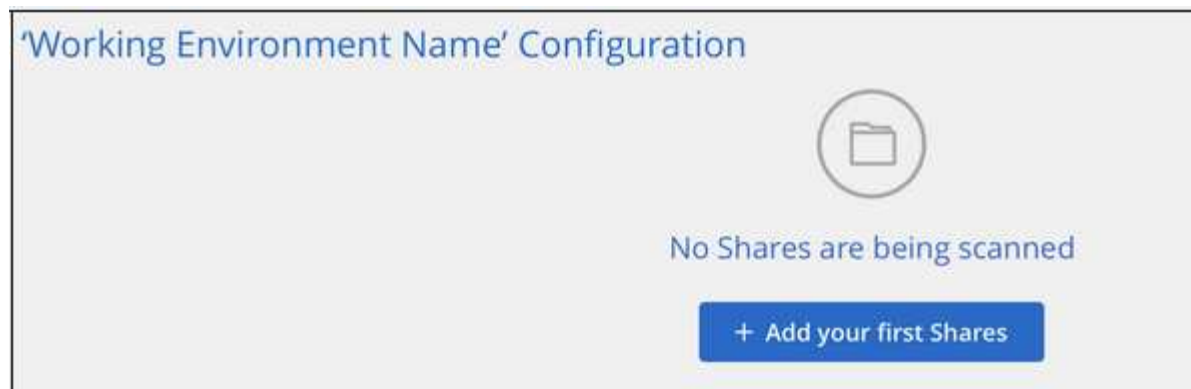 ‘Working Environment Name’ Configuration
No Shares are being scanned
+ Add your first Shares